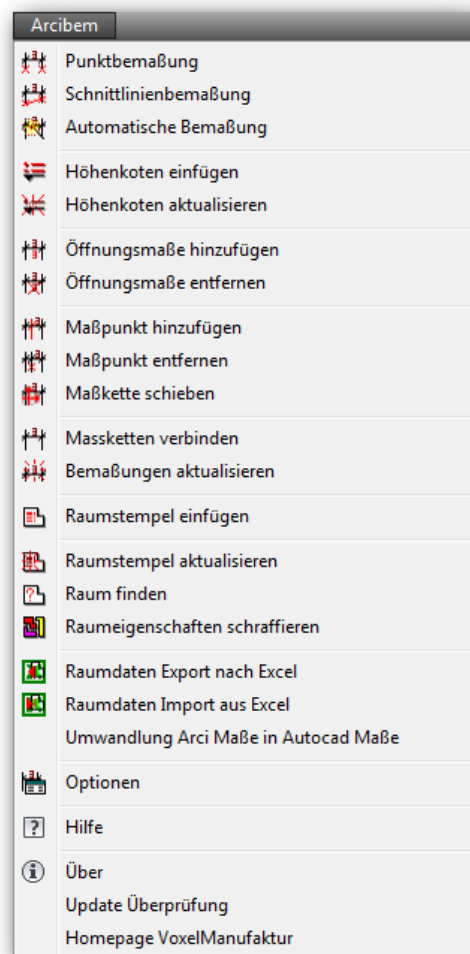 Arcibem
Punktbemaßung
Schnittlinienbemaßung
Automatische Bemaßung
Höhenkoten einfügen
Höhenkoten aktualisieren
Öffnungsmaße hinzufügen
Öffnungsmaße entfernen
Maßpunkt hinzufügen
Maßpunkt entfernen
Maßkette schieben
Massketten verbinden
Bemaßungen aktualisieren
Raumstempel einfügen
Raumstempel aktualisieren
Raum finden
Raumeigenschaften schraffieren
Raumdaten Export nach Excel
Raumdaten Import aus Excel
Umwandlung Arci Maße in Autocad Maße
Optionen
Hilfe
Über
Update Überprüfung
Homepage VoxelManufaktur